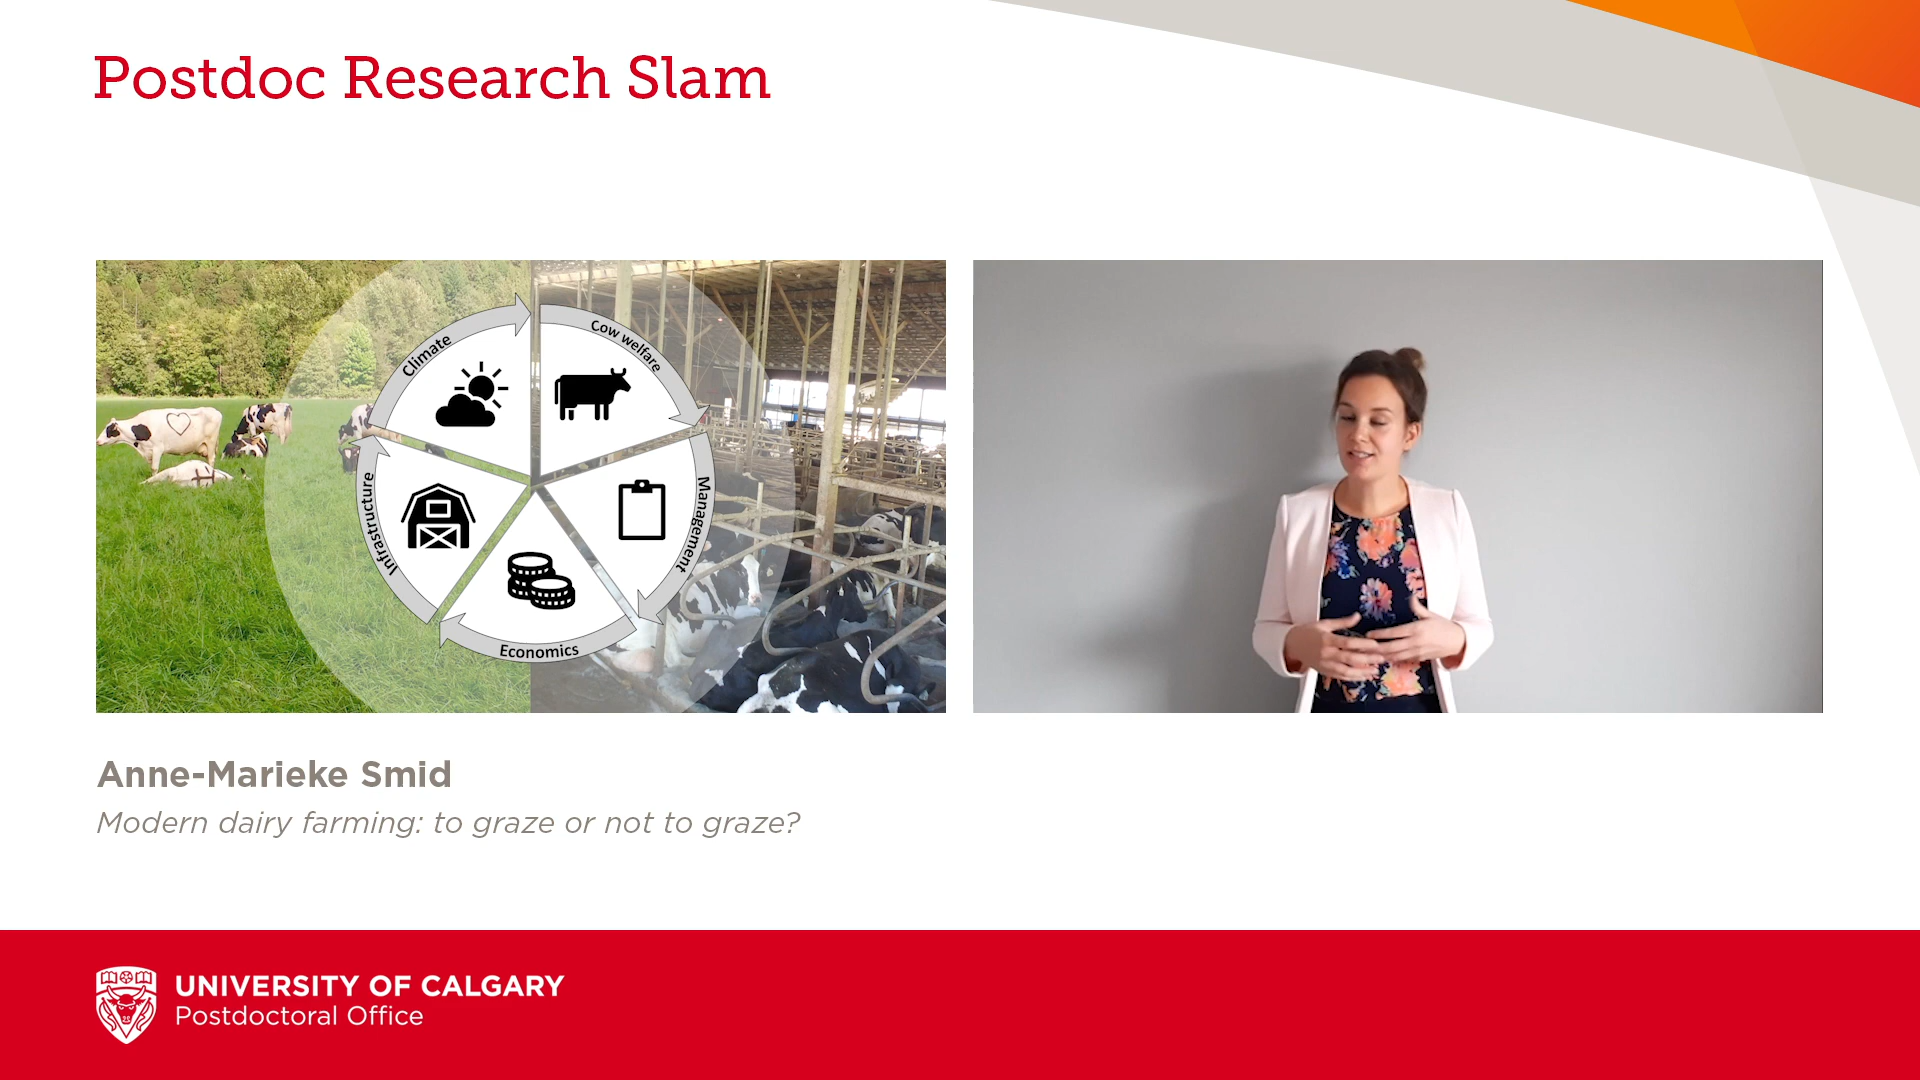 Postdoc Research Slam
Climate
Cow welfare
Infrastructure
Management
Economics
Anne-Marieke Smid
Modern dairy farming: to graze or not to graze?
UNIVERSITY OF CALGARY
Postdoctoral Office